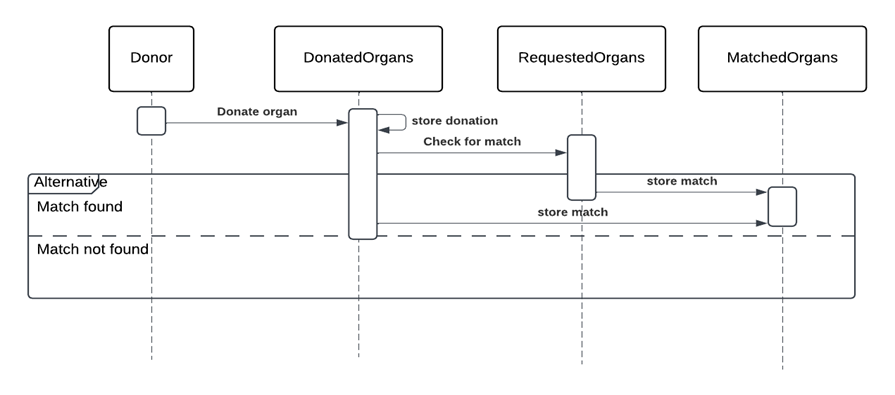 Donor
DonatedOrgans
RequestedOrgans
MatchedOrgans
Donate organ
store donation
Check for match
Alternative
store match
Match found
store match
Match not found